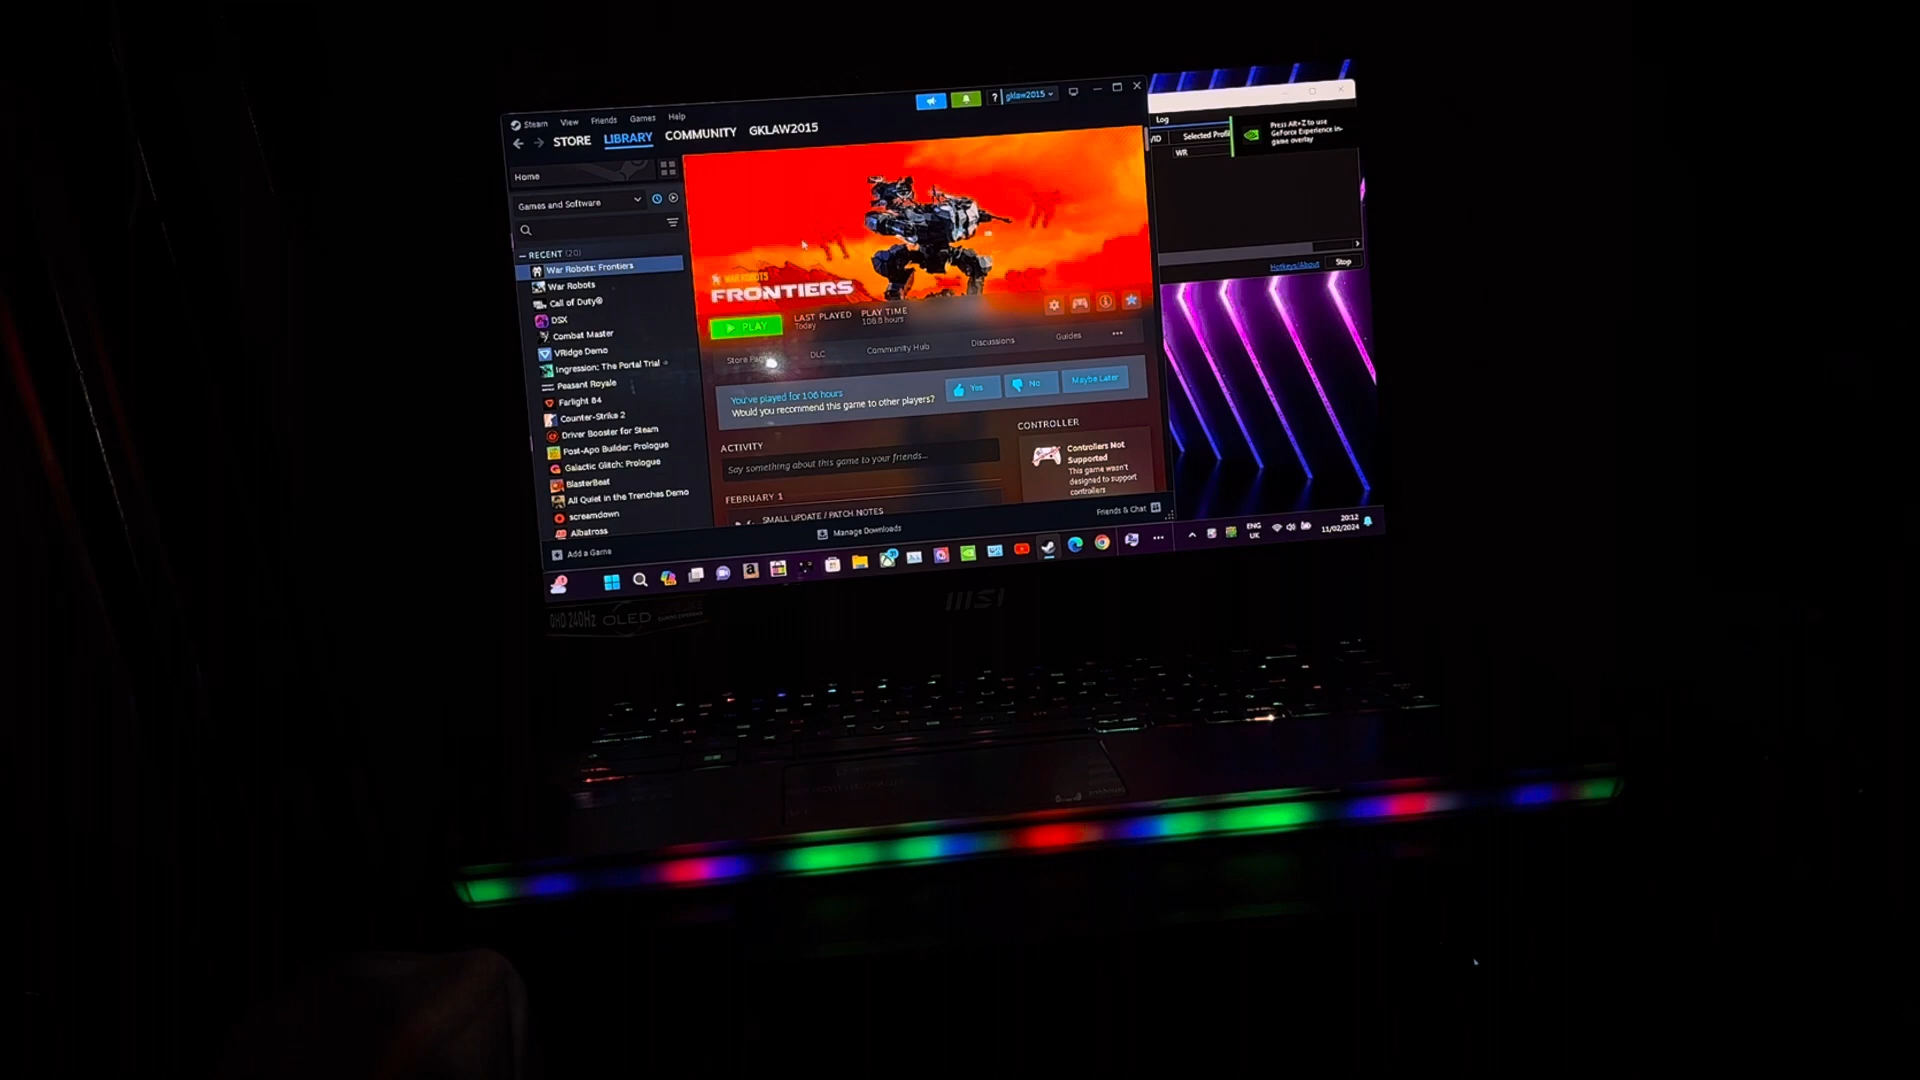 Steam View Friends Games Help
? gklaw2015
STORE LIBRARY COMMUNITY GKLAW2015
Home
Games and Software
RECENT (20)
War Robots: Frontiers
War Robots
Call of Duty®
DSX
Combat Master
VRidge Demo
Ingression: The Portal Trial
Peasant Royale
Farlight 84
Counter-Strike 2
Driver Booster for Steam
Post-Apo Builder: Prologue
Galactic Glitch: Prologue
BlasterBeat
All Quiet in the Trenches Demo
screamdown
Albatross
Add a Game
WAR ROBOTS
FRONTIERS
PLAY
LAST PLAYED
Today
PLAY TIME
108.8 hours
Store Page DLC Community Hub Discussions Guides
You've played for 106 hours
Would you recommend this game to other players?
Yes No Maybe Later
ACTIVITY
Say something about this game to your friends...
FEBRUARY 1
SMALL UPDATE / PATCH NOTES
CONTROLLER
Controllers Not
Supported
This game wasn't
designed to support
controllers
Manage Downloads
Friends & Chat
Log
Selected Profil
WR
Press Alt+Z to use
GeForce Experience in-
game overlay
Hotkeys/About Stop
ENG
UK
20:12
11/02/2024
msi
QHD 240Hz OLED